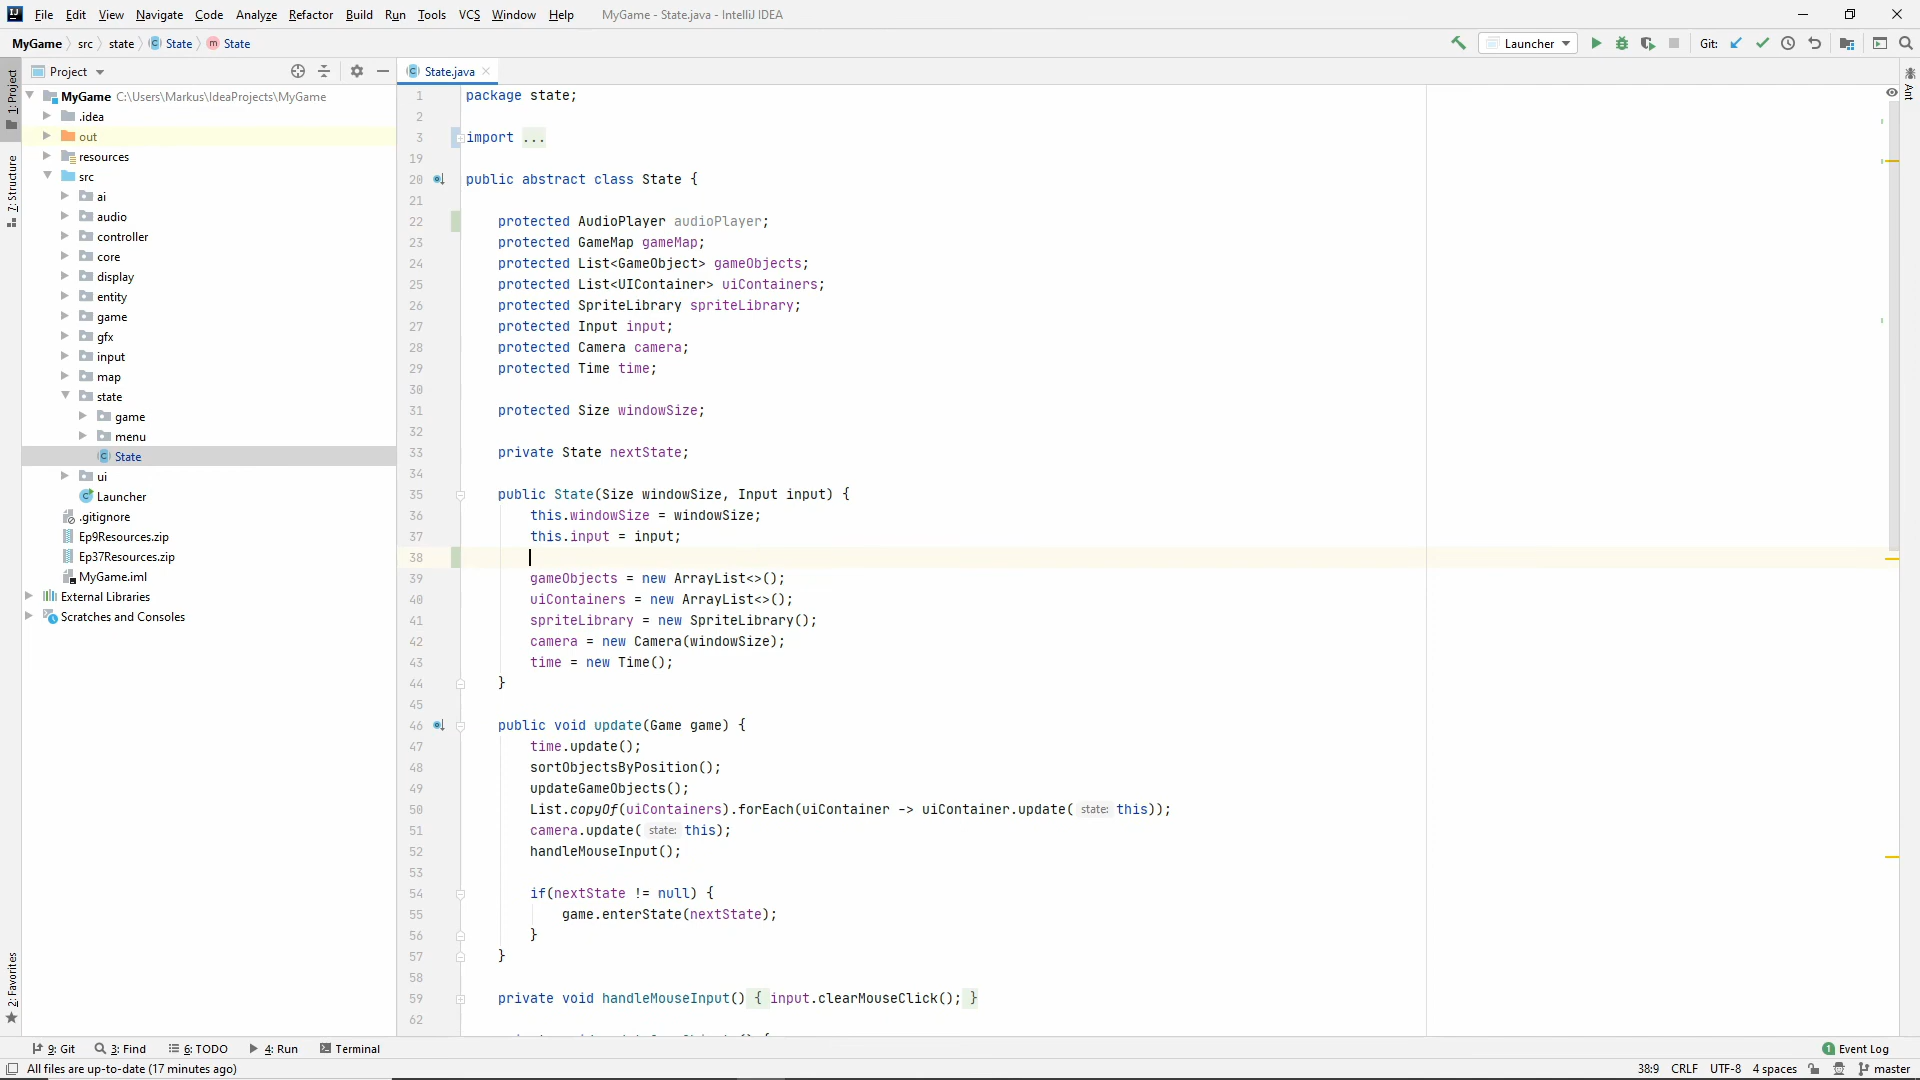 File Edit View Navigate Code Analyze Refactor Build Run Tools VCS Window Help MyGame - State.java - IntelliJ IDEA
MyGame src state State State
Launcher Git:
Project
1: Project
7: Structure
2: Favorites
Ant
MyGame C:\Users\Markus\IdeaProjects\MyGame
.idea
out
resources
src
ai
audio
controller
core
display
entity
game
gfx
input
map
state
game
menu
State
ui
Launcher
.gitignore
Ep9Resources.zip
Ep37Resources.zip
MyGame.iml
External Libraries
Scratches and Consoles
State.java
1 package state;
2
3 import ...
19
20 public abstract class State {
21
22 protected AudioPlayer audioPlayer;
23 protected GameMap gameMap;
24 protected List<GameObject> gameObjects;
25 protected List<UIContainer> uiContainers;
26 protected SpriteLibrary spriteLibrary;
27 protected Input input;
28 protected Camera camera;
29 protected Time time;
30
31 protected Size windowSize;
32
33 private State nextState;
34
35 public State(Size windowSize, Input input) {
36 this.windowSize = windowSize;
37 this.input = input;
38
39 gameObjects = new ArrayList<>();
40 uiContainers = new ArrayList<>();
41 spriteLibrary = new SpriteLibrary();
42 camera = new Camera(windowSize);
43 time = new Time();
44 }
45
46 public void update(Game game) {
47 time.update();
48 sortObjectsByPosition();
49 updateGameObjects();
50 List.copyOf(uiContainers).forEach(uiContainer -> uiContainer.update( state: this));
51 camera.update( state: this);
52 handleMouseInput();
53
54 if(nextState != null) {
55 game.enterState(nextState);
56 }
57 }
58
59 private void handleMouseInput() { input.clearMouseClick(); }
62
9: Git 3: Find 6: TODO 4: Run Terminal 1 Event Log
All files are up-to-date (17 minutes ago) 38:9 CRLF UTF-8 4 spaces master